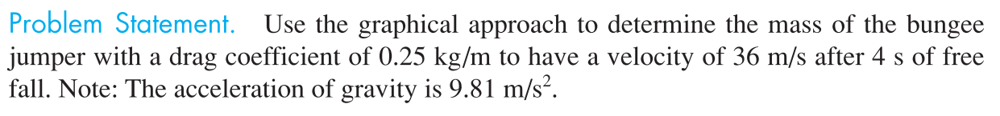 Problem Statement. Use the graphical approach to determine the mass of the bungee
jumper with a drag coefficient of 0.25 kg/m to have a velocity of 36 m/s after 4 s of free
fall. Note: The acceleration of gravity is 9.81 m/s².